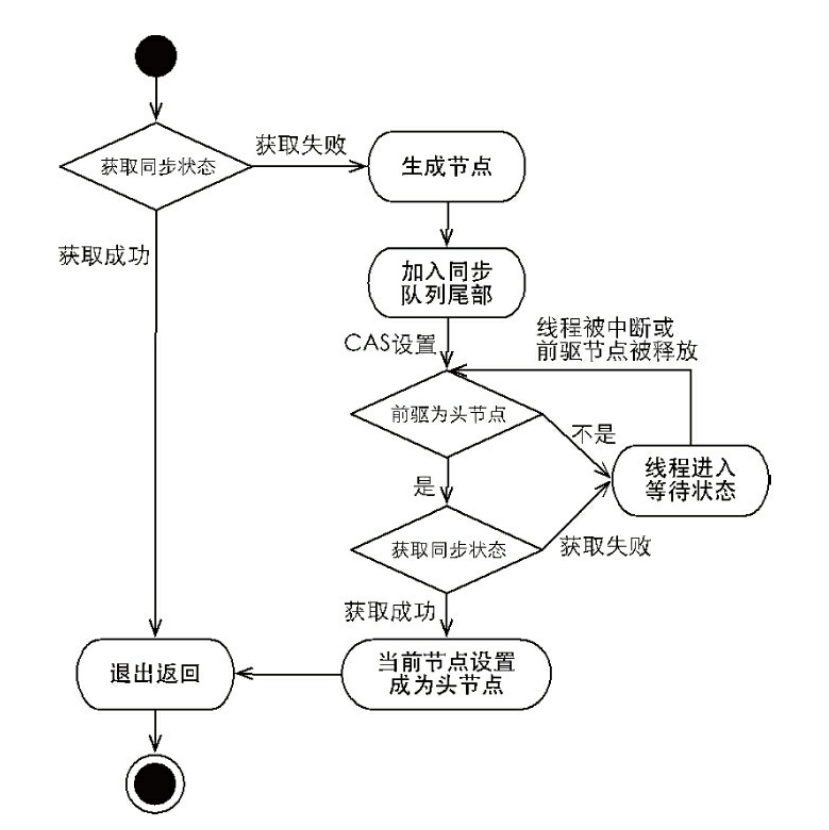 获取同步状态
获取失败
生成节点
获取成功
加入同步
队列尾部
CAS设置
线程被中断或
前驱节点被释放
前驱为头节点
不是
线程进入
等待状态
是
获取同步状态
获取失败
获取成功
当前节点设置
成为头节点
退出返回